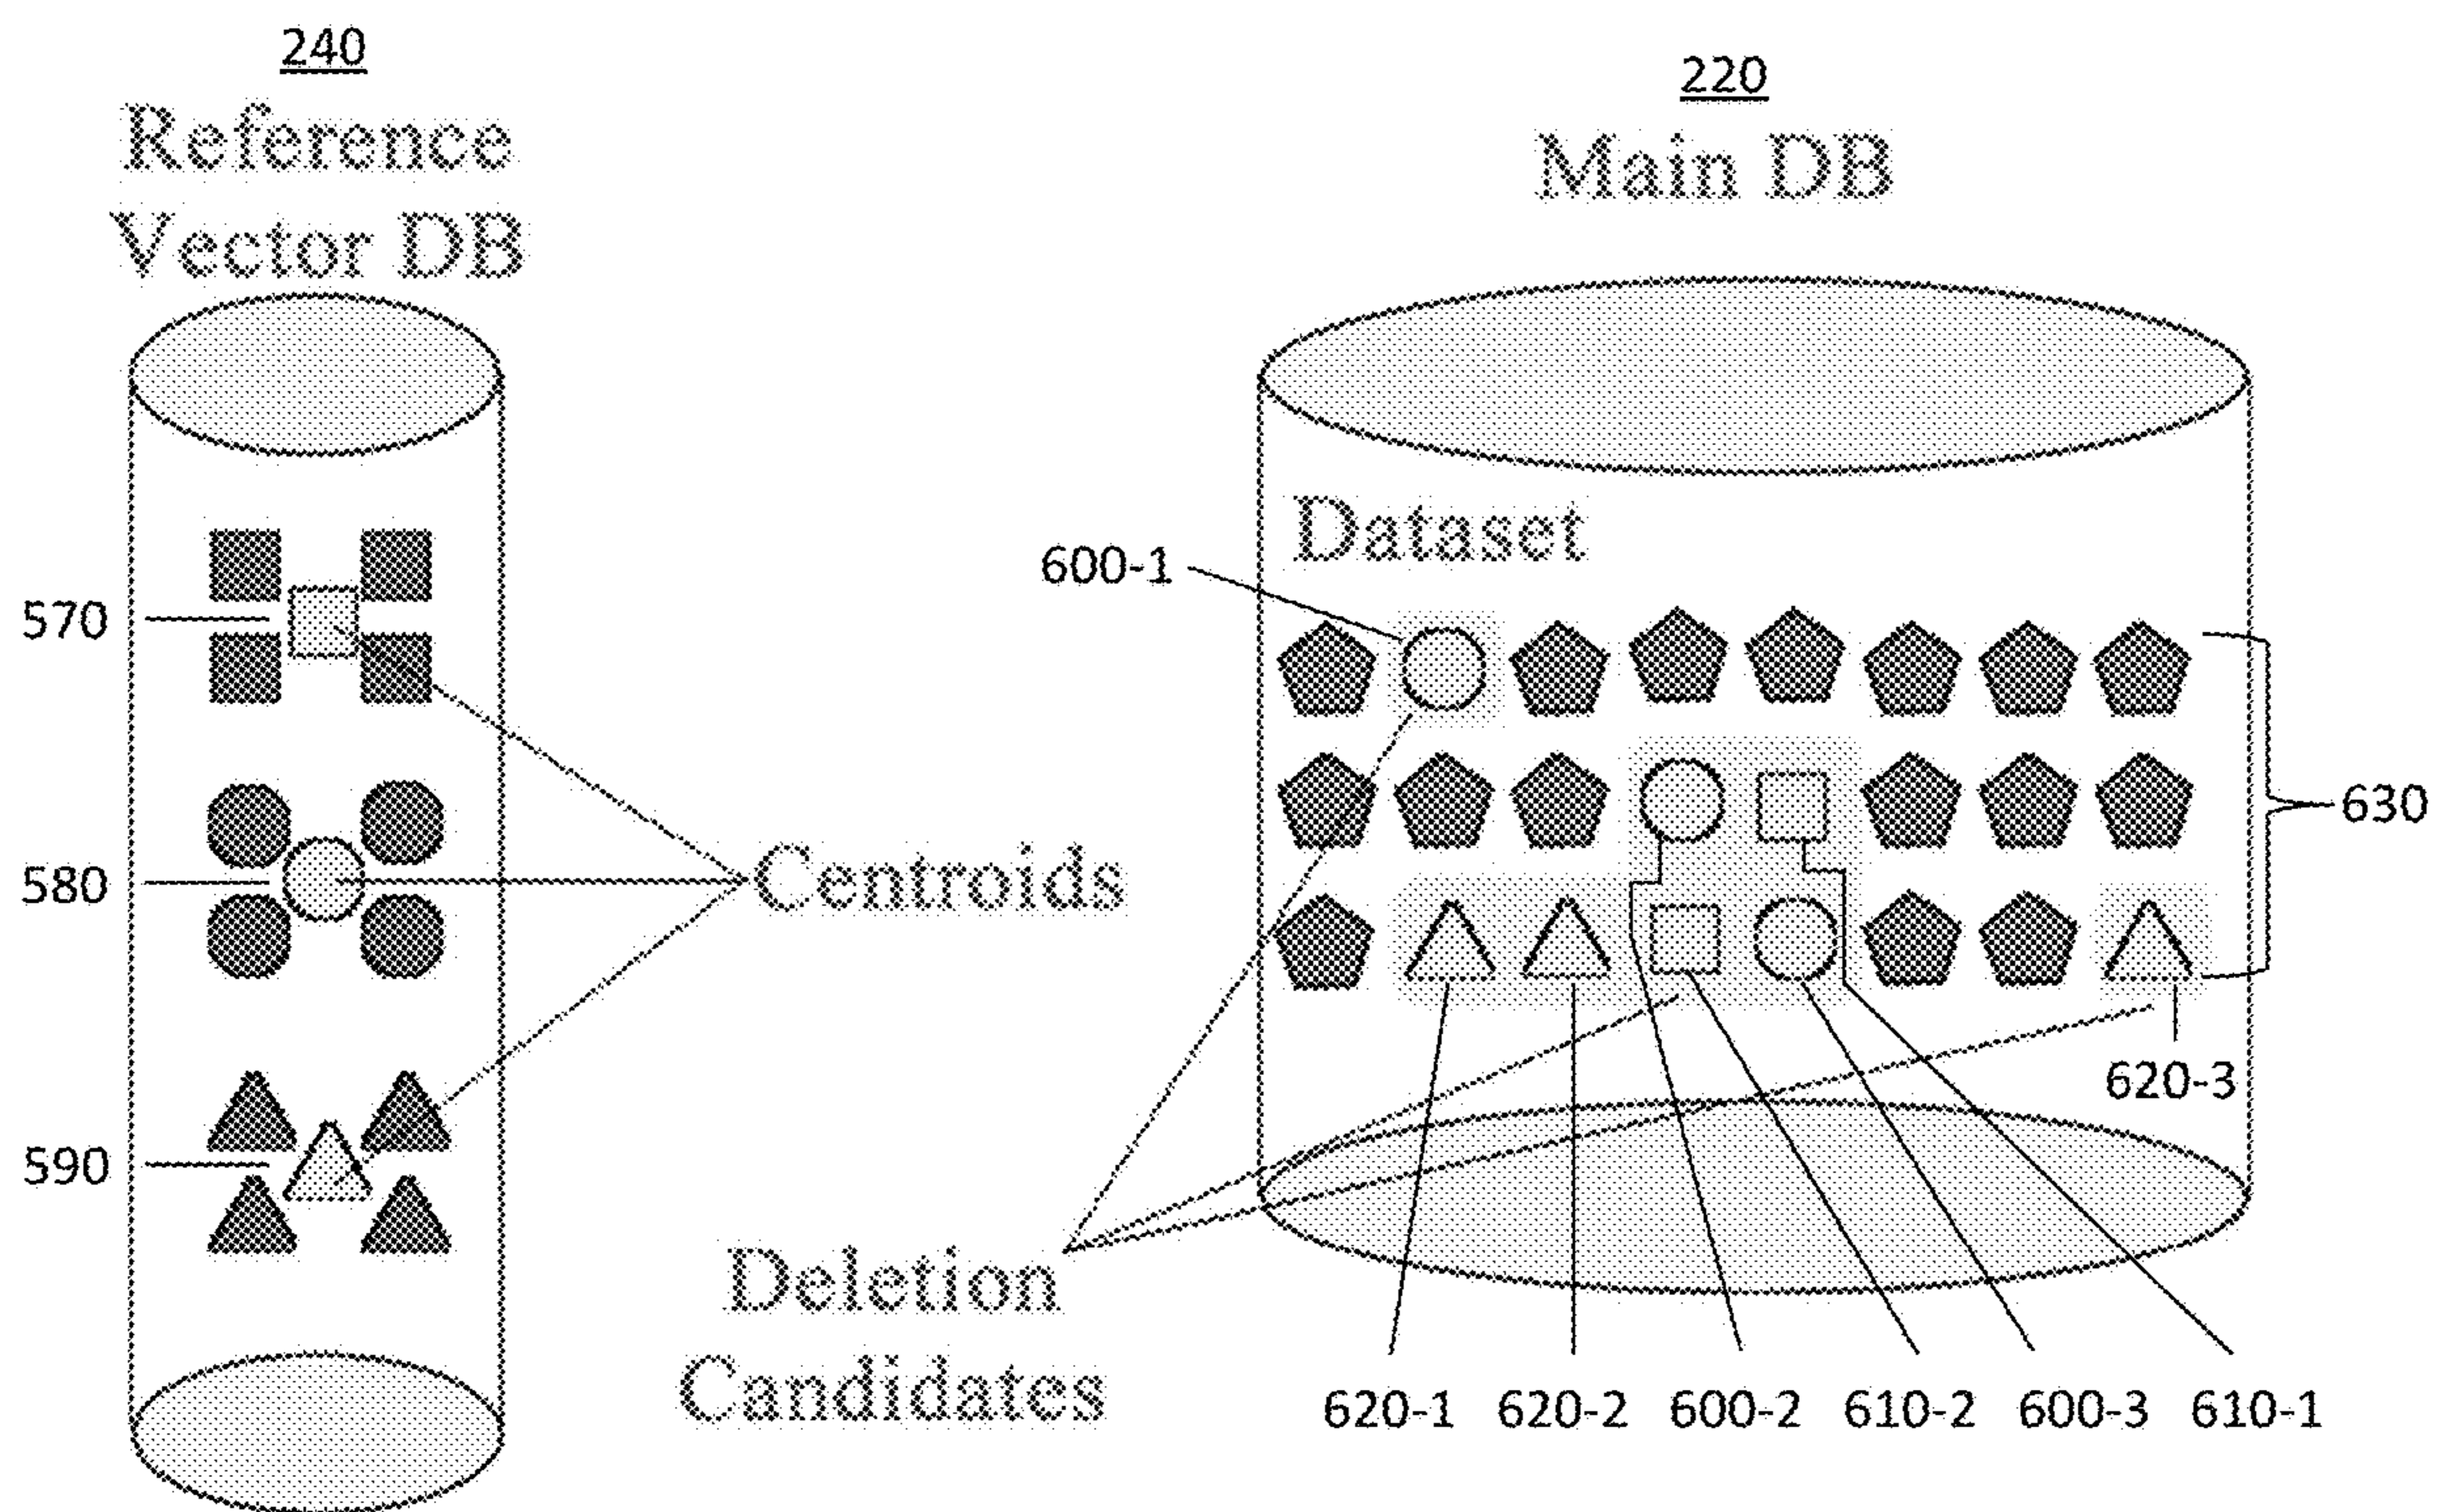 240
Reference
Vector DB
220
Main DB
Dataset
600-1
570
630
580
Centroids
620-3
590
Deletion
Candidates
620-1 620-2 600-2 610-2 600-3 610-1